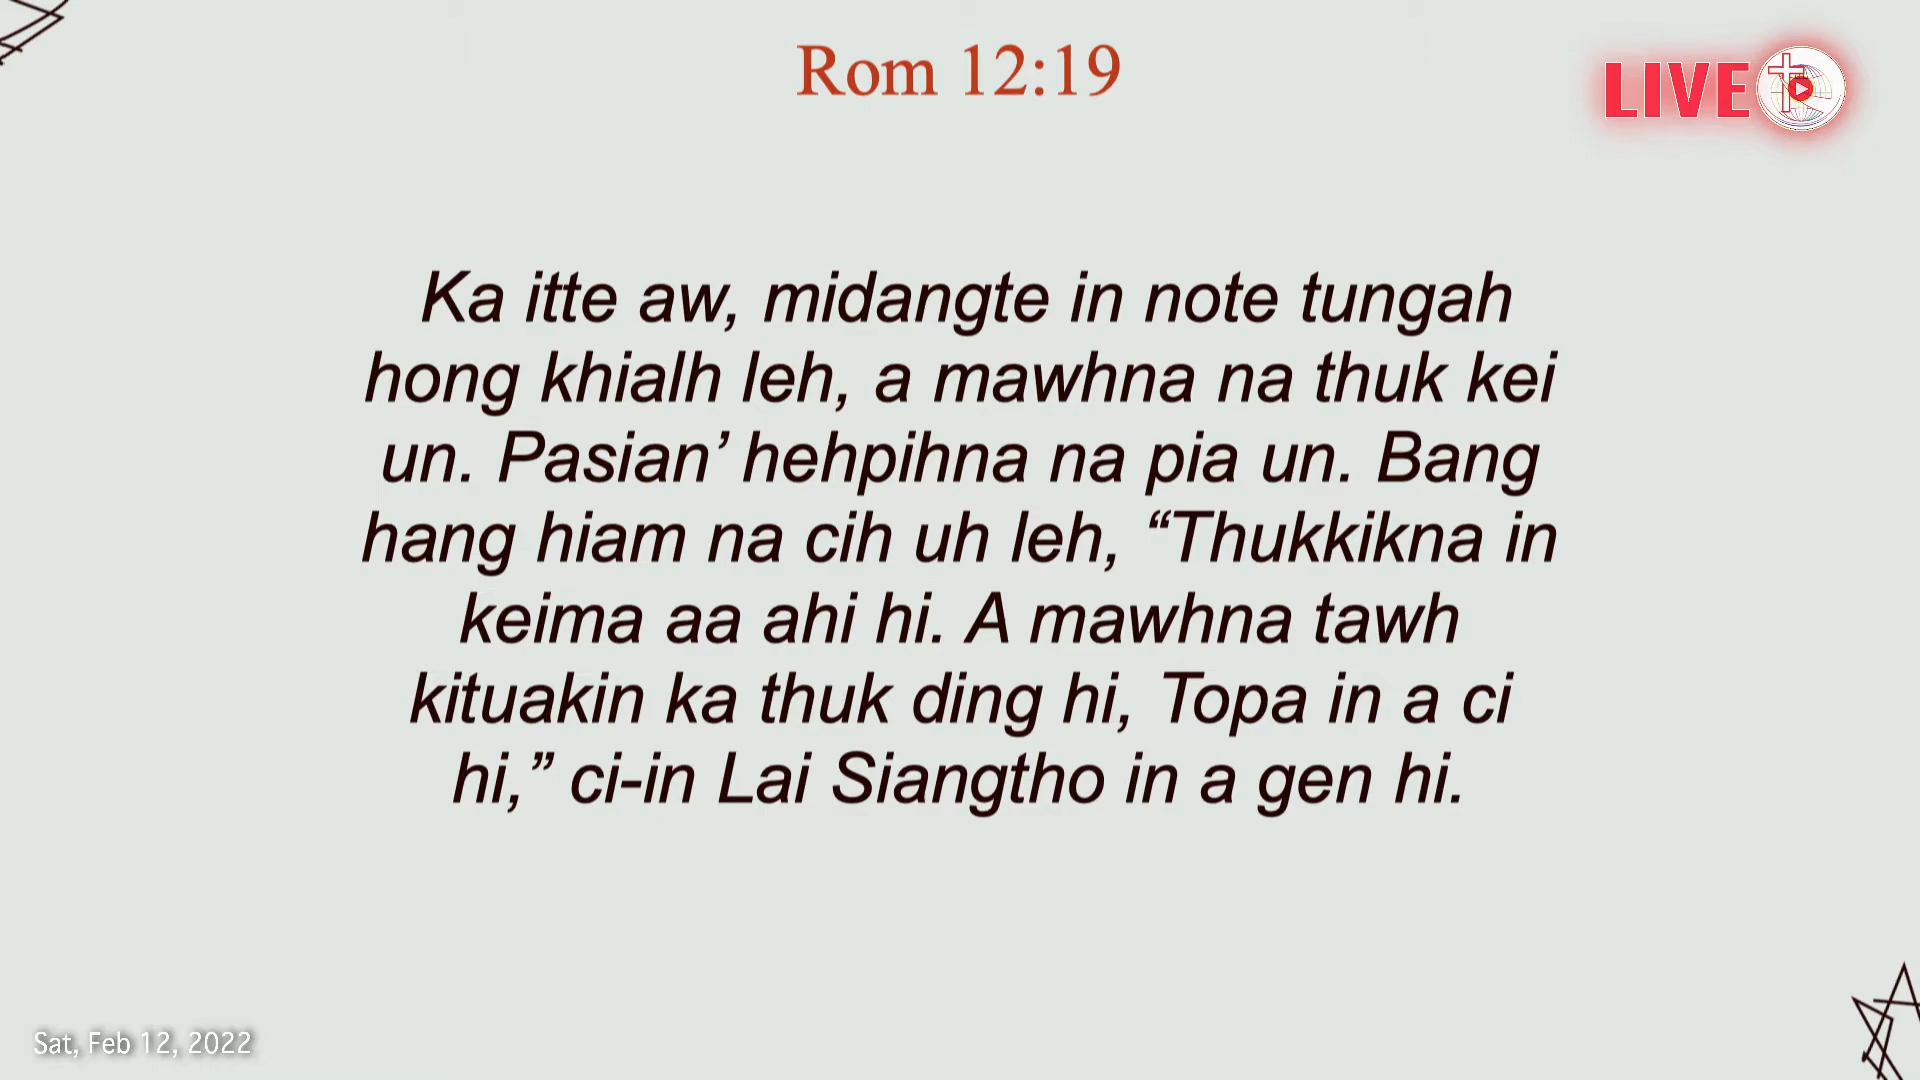 Rom 12:19
LIVE
Ka itte aw, midangte in note tungah
hong khialh leh, a mawhna na thuk kei
un. Pasian’ hehpihna na pia un. Bang
hang hiam na cih uh leh, “Thukkikna in
keima aa ahi hi. A mawhna tawh
kituakin ka thuk ding hi, Topa in a ci
hi,” ci-in Lai Siangtho in a gen hi.
Sat, Feb 12, 2022